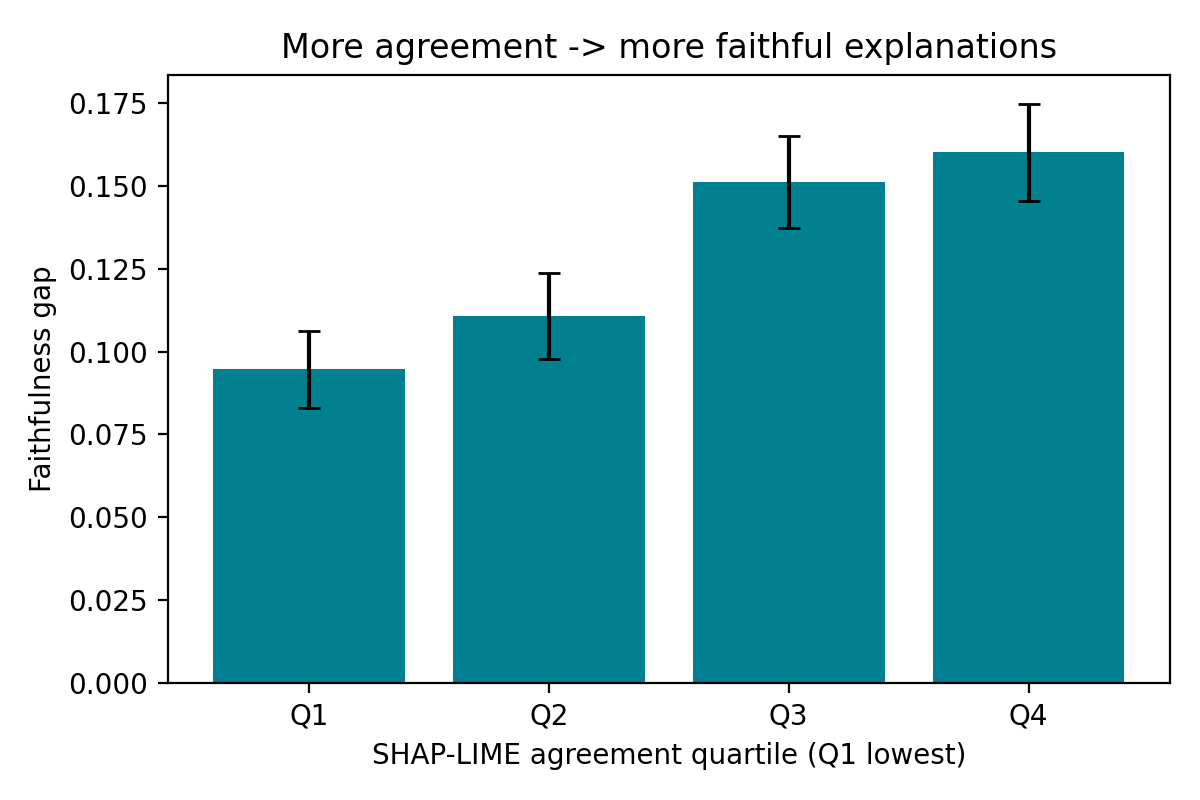 More agreement -> more faithful explanations
Faithfulness gap
0.175
0.150
0.125
0.100
0.075
0.050
0.025
0.000
Q1 Q2 Q3 Q4
SHAP-LIME agreement quartile (Q1 lowest)